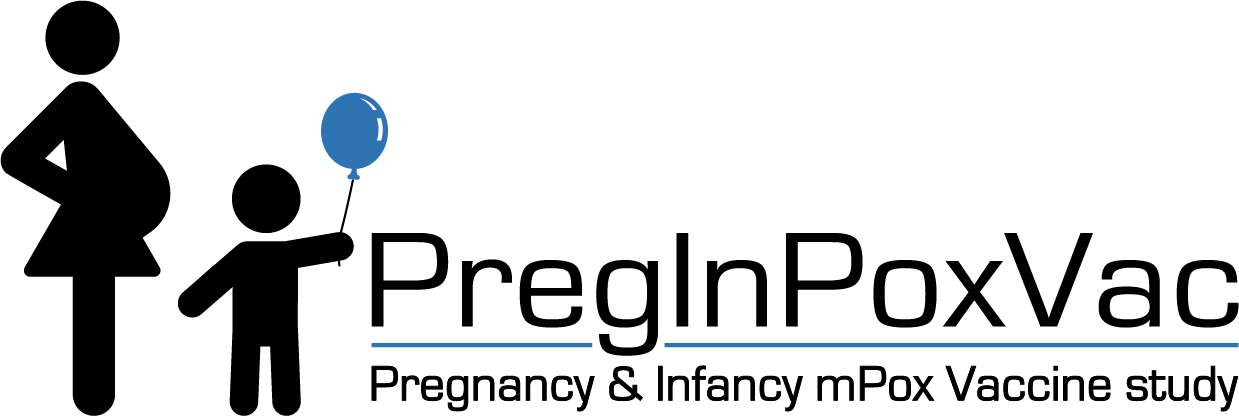 PregInPoxVac
Pregnancy & Infancy mPox Vaccine study